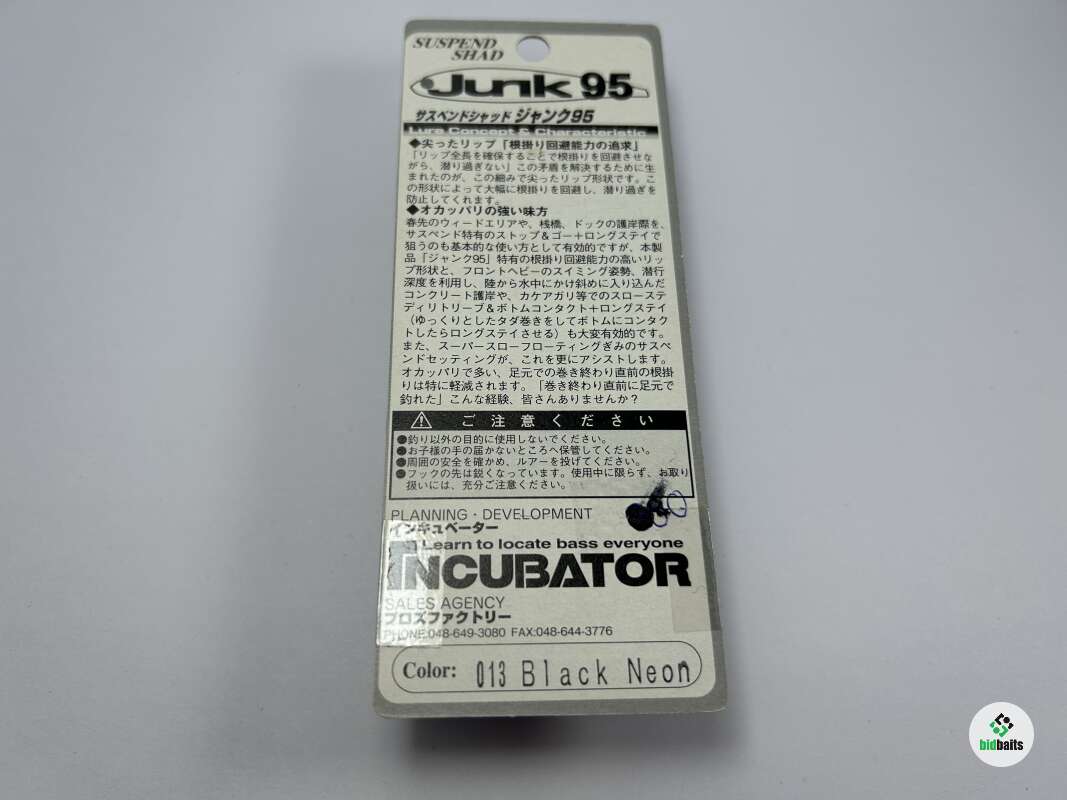 SUSPEND
SHAD
Junk 95
サスペンドシャッド ジャンク95
Lure Concept & Characteristic
◆尖ったリップ「根掛り回避能力の追求」
「リップ全長を確保することで根掛りを回避させな
がら、潜り過ぎない」この矛盾を解決するために生
まれたのが、この細みで尖ったリップ形状です。こ
の形状によって大幅に根掛りを回避し、潜り過ぎを
防止してくれます。
◆オカッパリの強い味方
春先のウィードエリアや、桟橋、ドックの護岸際を、
サスペンド特有のストップ&ゴー+ロングステイで
狙うのも基本的な使い方として有効的ですが、本製
品「ジャンク95」特有の根掛り回避能力の高いリッ
プ形状と、フロントヘビーのスイミング姿勢、潜行
深度を利用し、陸から水中にかけ斜めに入り込んだ
コンクリート護岸や、カケアガリ等でのスローステ
ディリトリーブ&ボトムコンタクト+ロングステイ
(ゆっくりとしたタダ巻きをしてボトムにコンタク
トしたらロングステイさせる)も大変有効的です。
また、スーパースローフローティングぎみのサスペ
ンドセッティングが、これを更にアシストします。
オカッパリで多い、足元での巻き終わり直前の根掛
りは特に軽減されます。「巻き終わり直前に足元で
釣れた」こんな経験、皆さんありませんか?
ご注意ください
●釣り以外の目的に使用しないでください。
●お子様の手の届かないところへ保管してください。
●周囲の安全を確かめ、ルアーを投げてください。
●フックの先は鋭くなっています。使用中に限らず、お取り
扱いには、充分ご注意ください。
PLANNING・DEVELOPMENT
インキュベーター
Learn to locate bass everyone
INCUBATOR
SALES AGENCY
プロズファクトリー
PHONE:048-649-3080 FAX:048-644-3776
Color: 013 Black Neon
bidbaits